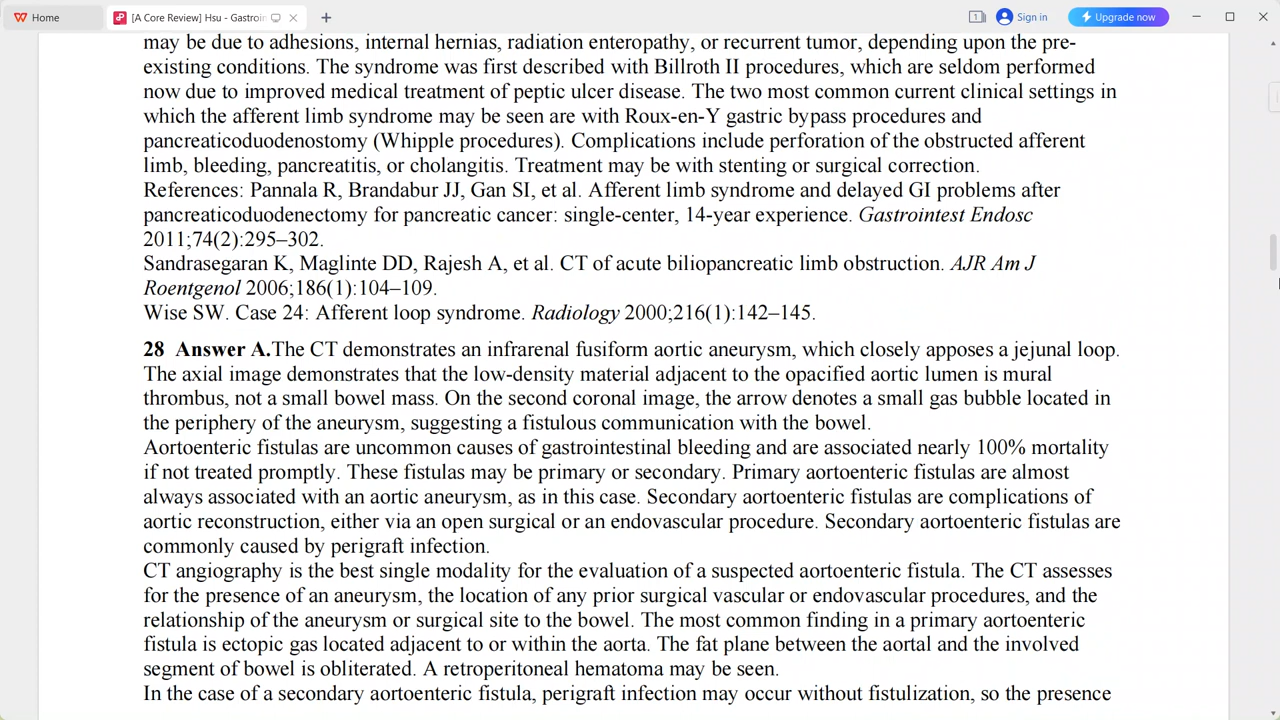 Home
[A Core Review] Hsu - Gastroin
1
Sign in
Upgrade now
may be due to adhesions, internal hernias, radiation enteropathy, or recurrent tumor, depending upon the pre-
existing conditions. The syndrome was first described with Billroth II procedures, which are seldom performed
now due to improved medical treatment of peptic ulcer disease. The two most common current clinical settings in
which the afferent limb syndrome may be seen are with Roux-en-Y gastric bypass procedures and
pancreaticoduodenostomy (Whipple procedures). Complications include perforation of the obstructed afferent
limb, bleeding, pancreatitis, or cholangitis. Treatment may be with stenting or surgical correction.
References: Pannala R, Brandabur JJ, Gan SI, et al. Afferent limb syndrome and delayed GI problems after
pancreaticoduodenectomy for pancreatic cancer: single-center, 14-year experience. Gastrointest Endosc
2011;74(2):295–302.
Sandrasegaran K, Maglinte DD, Rajesh A, et al. CT of acute biliopancreatic limb obstruction. AJR Am J
Roentgenol 2006;186(1):104–109.
Wise SW. Case 24: Afferent loop syndrome. Radiology 2000;216(1):142–145.
28 Answer A.The CT demonstrates an infrarenal fusiform aortic aneurysm, which closely apposes a jejunal loop.
The axial image demonstrates that the low-density material adjacent to the opacified aortic lumen is mural
thrombus, not a small bowel mass. On the second coronal image, the arrow denotes a small gas bubble located in
the periphery of the aneurysm, suggesting a fistulous communication with the bowel.
Aortoenteric fistulas are uncommon causes of gastrointestinal bleeding and are associated nearly 100% mortality
if not treated promptly. These fistulas may be primary or secondary. Primary aortoenteric fistulas are almost
always associated with an aortic aneurysm, as in this case. Secondary aortoenteric fistulas are complications of
aortic reconstruction, either via an open surgical or an endovascular procedure. Secondary aortoenteric fistulas are
commonly caused by perigraft infection.
CT angiography is the best single modality for the evaluation of a suspected aortoenteric fistula. The CT assesses
for the presence of an aneurysm, the location of any prior surgical vascular or endovascular procedures, and the
relationship of the aneurysm or surgical site to the bowel. The most common finding in a primary aortoenteric
fistula is ectopic gas located adjacent to or within the aorta. The fat plane between the aortal and the involved
segment of bowel is obliterated. A retroperitoneal hematoma may be seen.
In the case of a secondary aortoenteric fistula, perigraft infection may occur without fistulization, so the presence